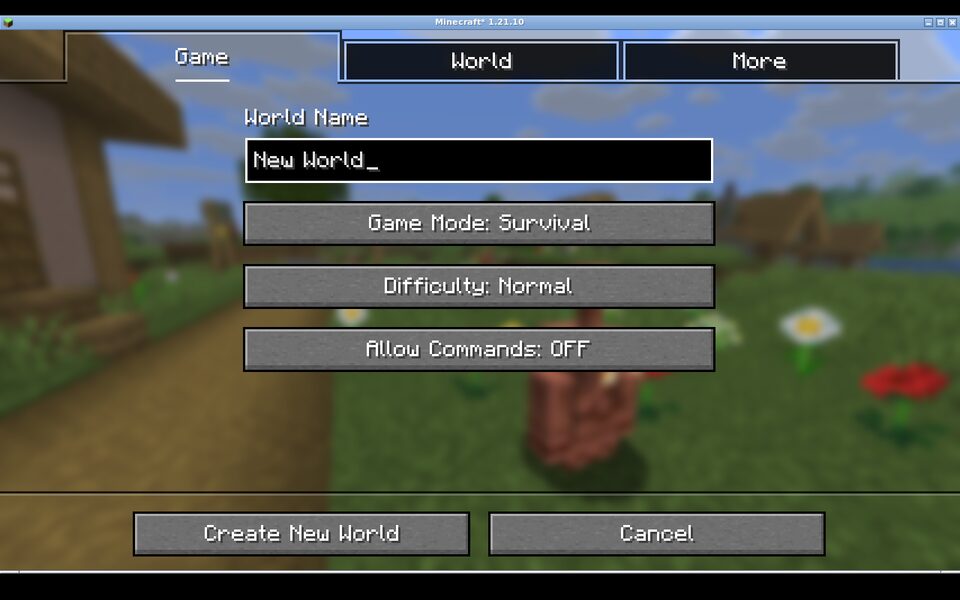 Minecraft* 1.21.10
Game
World
More
World Name
New World_
Game Mode: Survival
Difficulty: Normal
Allow Commands: OFF
Create New World
Cancel